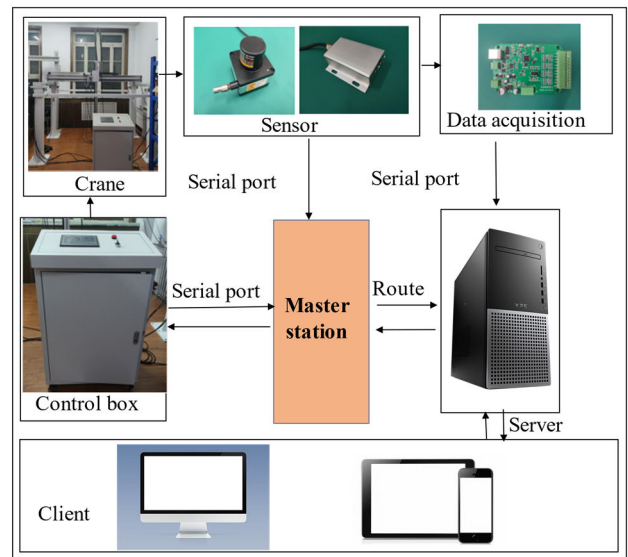 Crane
Sensor
Data acquisition
Serial port
Serial port
Serial port
Master
station
Route
Control box
Server
Client